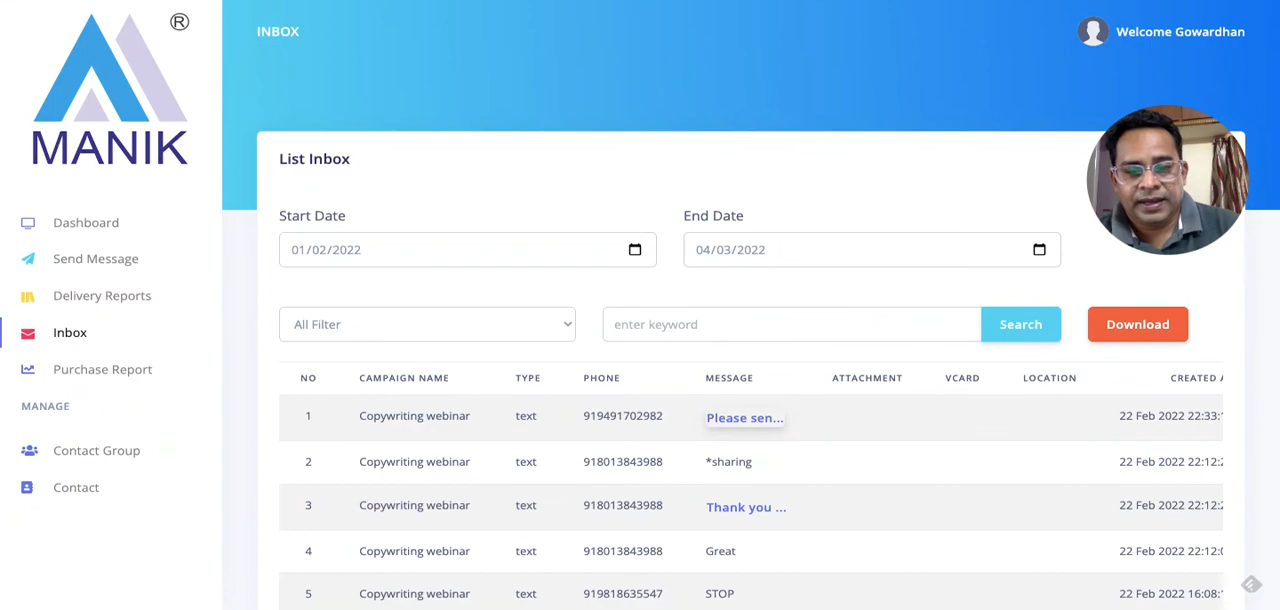 ®
MANIK
INBOX
Welcome Gowardhan
Dashboard
Send Message
Delivery Reports
Inbox
Purchase Report
MANAGE
Contact Group
Contact
List Inbox
Start Date End Date
01/02/2022 04/03/2022
All Filter enter keyword Search Download
NO CAMPAIGN NAME TYPE PHONE MESSAGE ATTACHMENT VCARD LOCATION CREATED
1 Copywriting webinar text 919491702982 Please sen... 22 Feb 2022 22:33:
2 Copywriting webinar text 918013843988 *sharing 22 Feb 2022 22:12:
3 Copywriting webinar text 918013843988 Thank you ... 22 Feb 2022 22:12:
4 Copywriting webinar text 918013843988 Great 22 Feb 2022 22:12:
5 Copywriting webinar text 919818635547 STOP 22 Feb 2022 16:08: